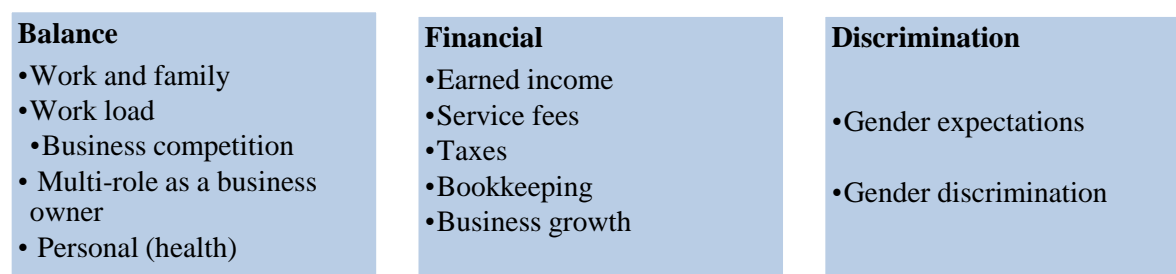 Balance
•Work and family
•Work load
•Business competition
• Multi-role as a business
owner
• Personal (health)
Financial
•Earned income
•Service fees
•Taxes
•Bookkeeping
•Business growth
Discrimination
•Gender expectations
•Gender discrimination